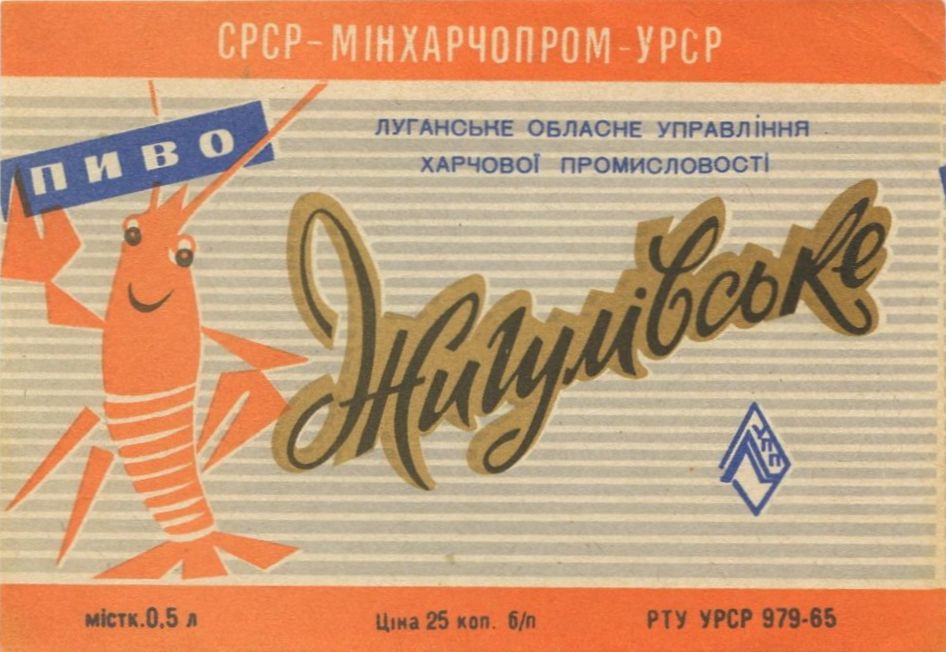 СРСР-МІНХАРЧОПРОМ-УРСР
ПИВО
ЛУГАНСЬКЕ ОБЛАСНЕ УПРАВЛІННЯ
ХАРЧОВОЇ ПРОМИСЛОВОСТІ
Жигулівське
містк.0,5 л
Ціна 25 коп. б/п
РТУ УРСР 979-65